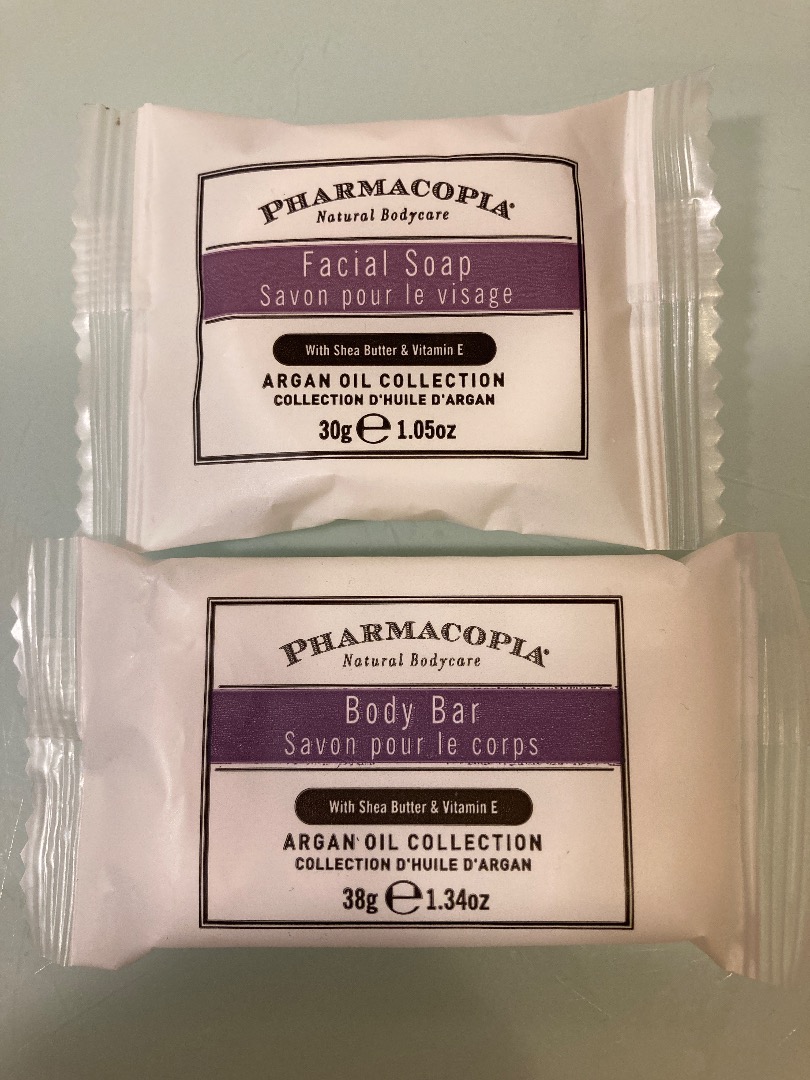 PHARMACOPIA®
Natural Bodycare
Facial Soap
Savon pour le visage
With Shea Butter & Vitamin E
ARGAN OIL COLLECTION
COLLECTION D'HUILE D'ARGAN
30g ℮ 1.05oz
PHARMACOPIA®
Natural Bodycare
Body Bar
Savon pour le corps
With Shea Butter & Vitamin E
ARGAN OIL COLLECTION
COLLECTION D'HUILE D'ARGAN
38g ℮ 1.34oz